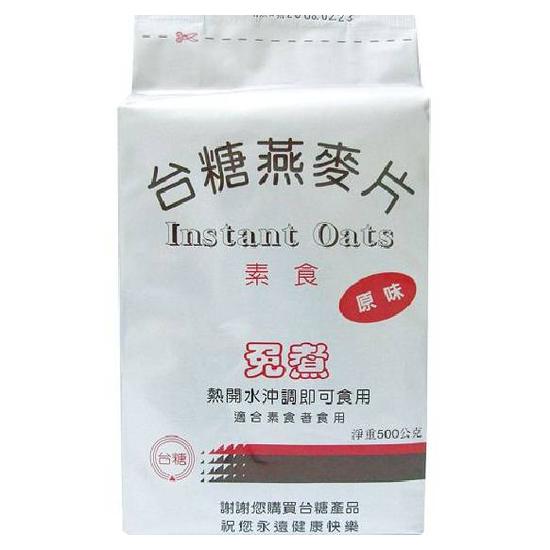 台糖燕麥片
Instant Oats
素食
原味
免煮
熱開水沖調即可食用
適合素食者食用
淨重500公克
台糖
謝謝您購買台糖產品
祝您永遠健康快樂